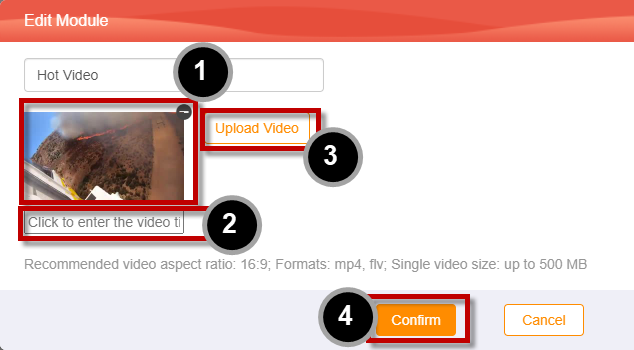 Edit Module
Hot Video
1
Upload Video
3
Click to enter the video ti
2
Recommended video aspect ratio: 16:9; Formats: mp4, flv; Single video size: up to 500 MB
4
Confirm
Cancel